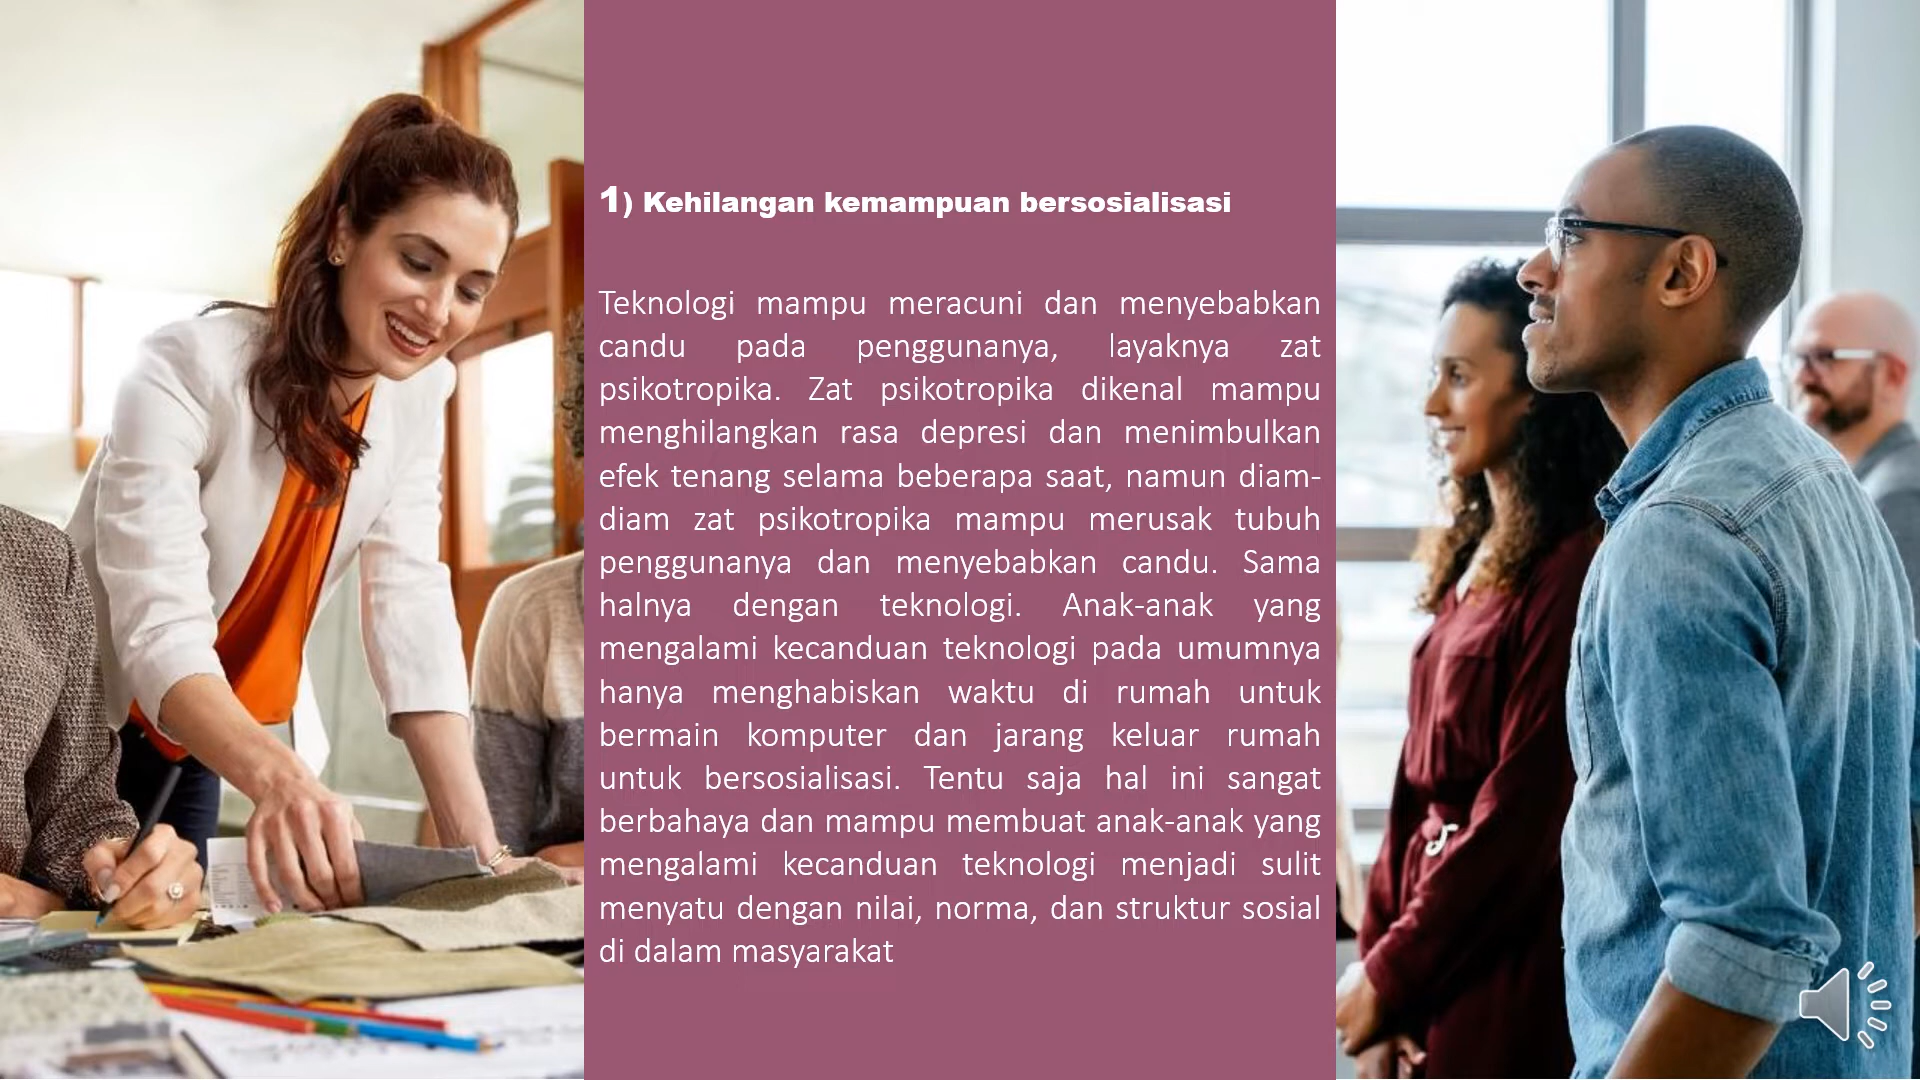 1) Kehilangan kemampuan bersosialisasi
Teknologi mampu meracuni dan menyebabkan
candu pada penggunanya, layaknya zat
psikotropika. Zat psikotropika dikenal mampu
menghilangkan rasa depresi dan menimbulkan
efek tenang selama beberapa saat, namun diam-
diam zat psikotropika mampu merusak tubuh
penggunanya dan menyebabkan candu. Sama
halnya dengan teknologi. Anak-anak yang
mengalami kecanduan teknologi pada umumnya
hanya menghabiskan waktu di rumah untuk
bermain komputer dan jarang keluar rumah
untuk bersosialisasi. Tentu saja hal ini sangat
berbahaya dan mampu membuat anak-anak yang
mengalami kecanduan teknologi menjadi sulit
menyatu dengan nilai, norma, dan struktur sosial
di dalam masyarakat